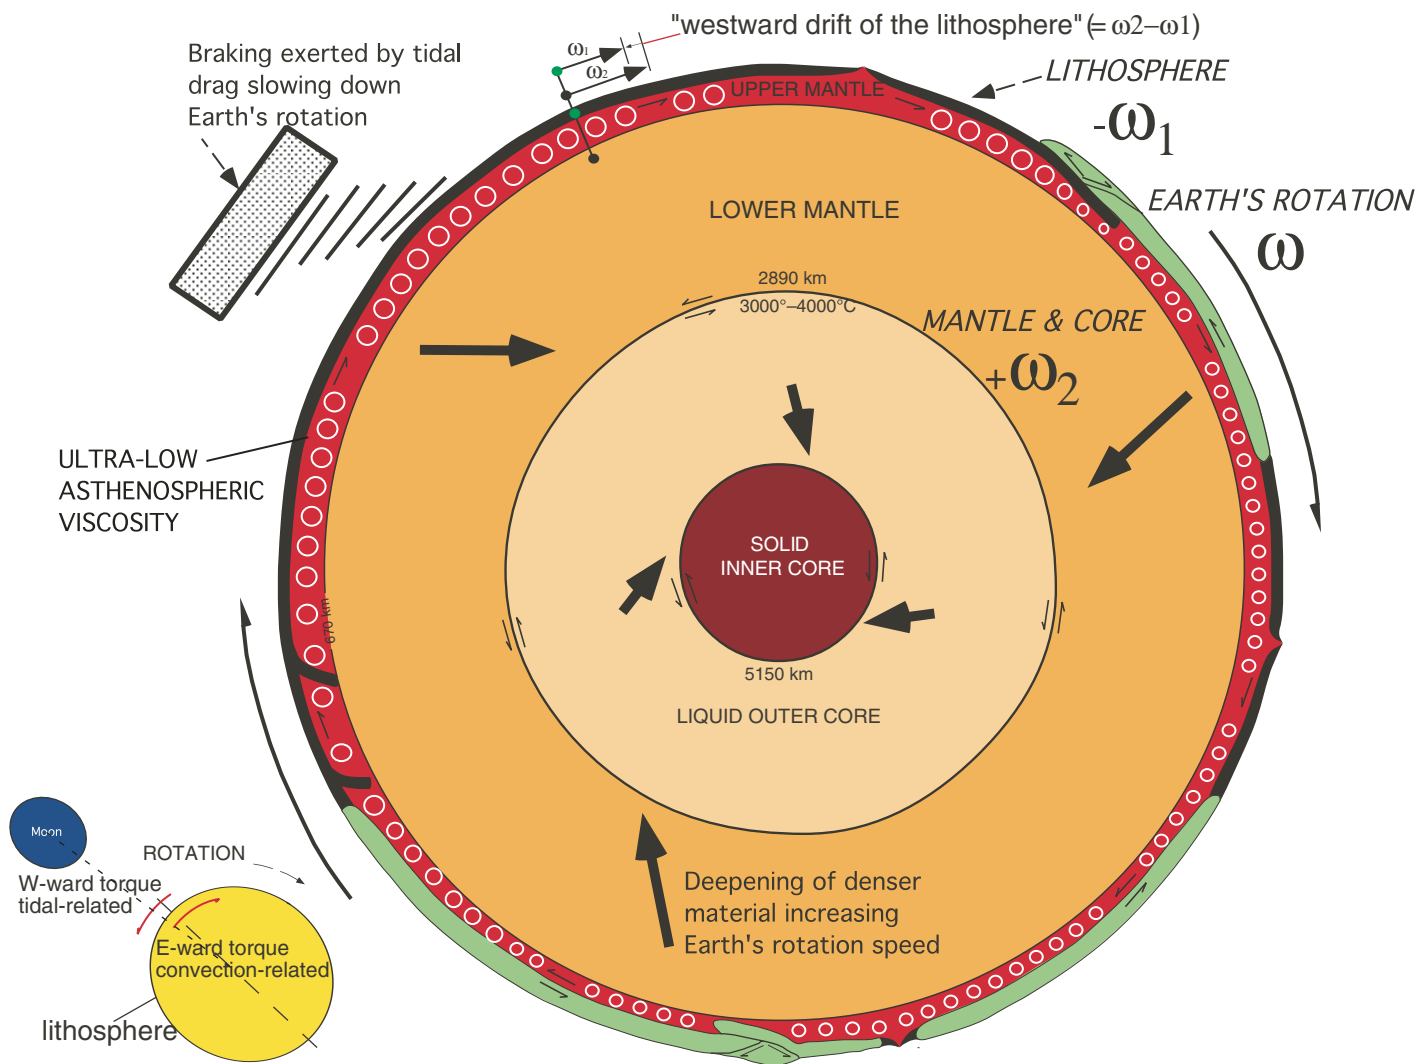 "westward drift of the lithosphere" (= ω2–ω1)
Braking exerted by tidal
drag slowing down
Earth's rotation
ω1
ω2
LITHOSPHERE
-ω1
UPPER MANTLE
EARTH'S ROTATION
ω
LOWER MANTLE
2890 km
3000°–4000°C
MANTLE & CORE
+ω2
ULTRA-LOW
ASTHENOSPHERIC
VISCOSITY
SOLID
INNER CORE
670 km
5150 km
LIQUID OUTER CORE
Moon
ROTATION
W-ward torque
tidal-related
E-ward torque
convection-related
lithosphere
Deepening of denser
material increasing
Earth's rotation speed